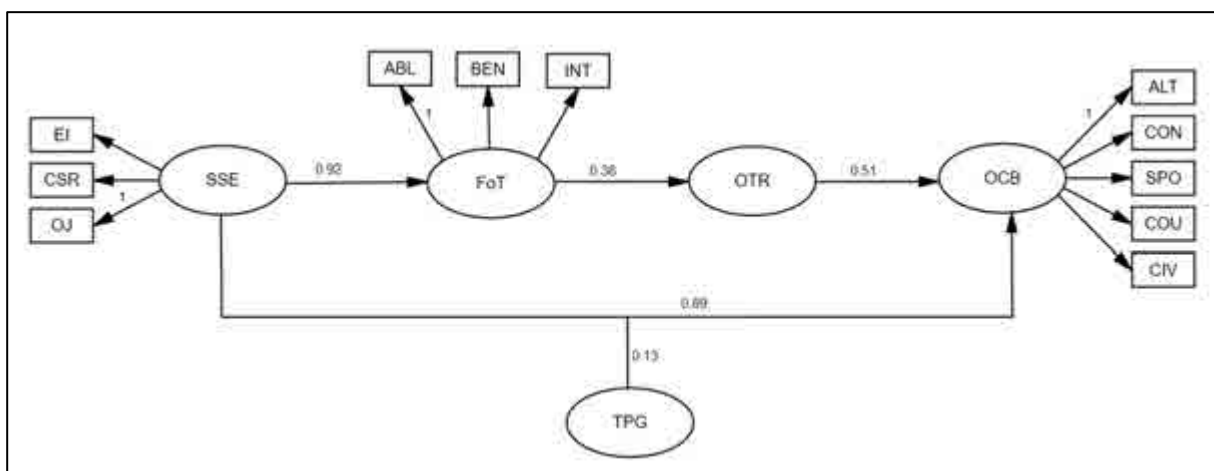 ABL
BEN
INT
ALT
EI
1
1
CON
CSR
SSE
0.92
FoT
0.36
OTR
0.51
OCB
SPO
1
OJ
COU
CIV
0.89
0.13
TPG